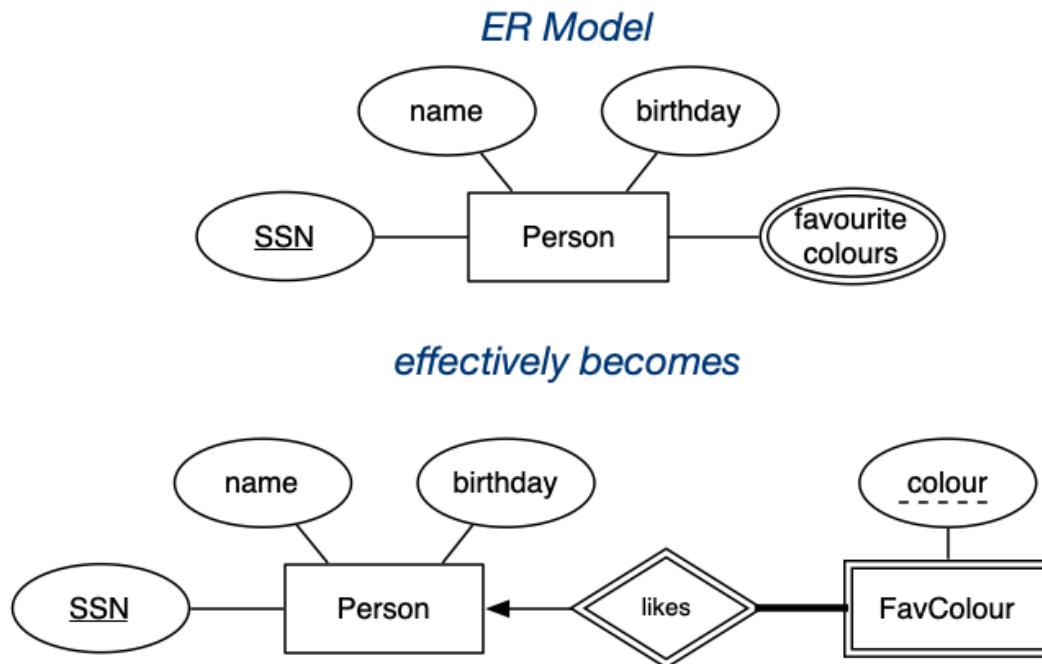 ER Model
name
birthday
SSN
Person
favourite
colours
effectively becomes
name
birthday
colour
SSN
Person
likes
FavColour